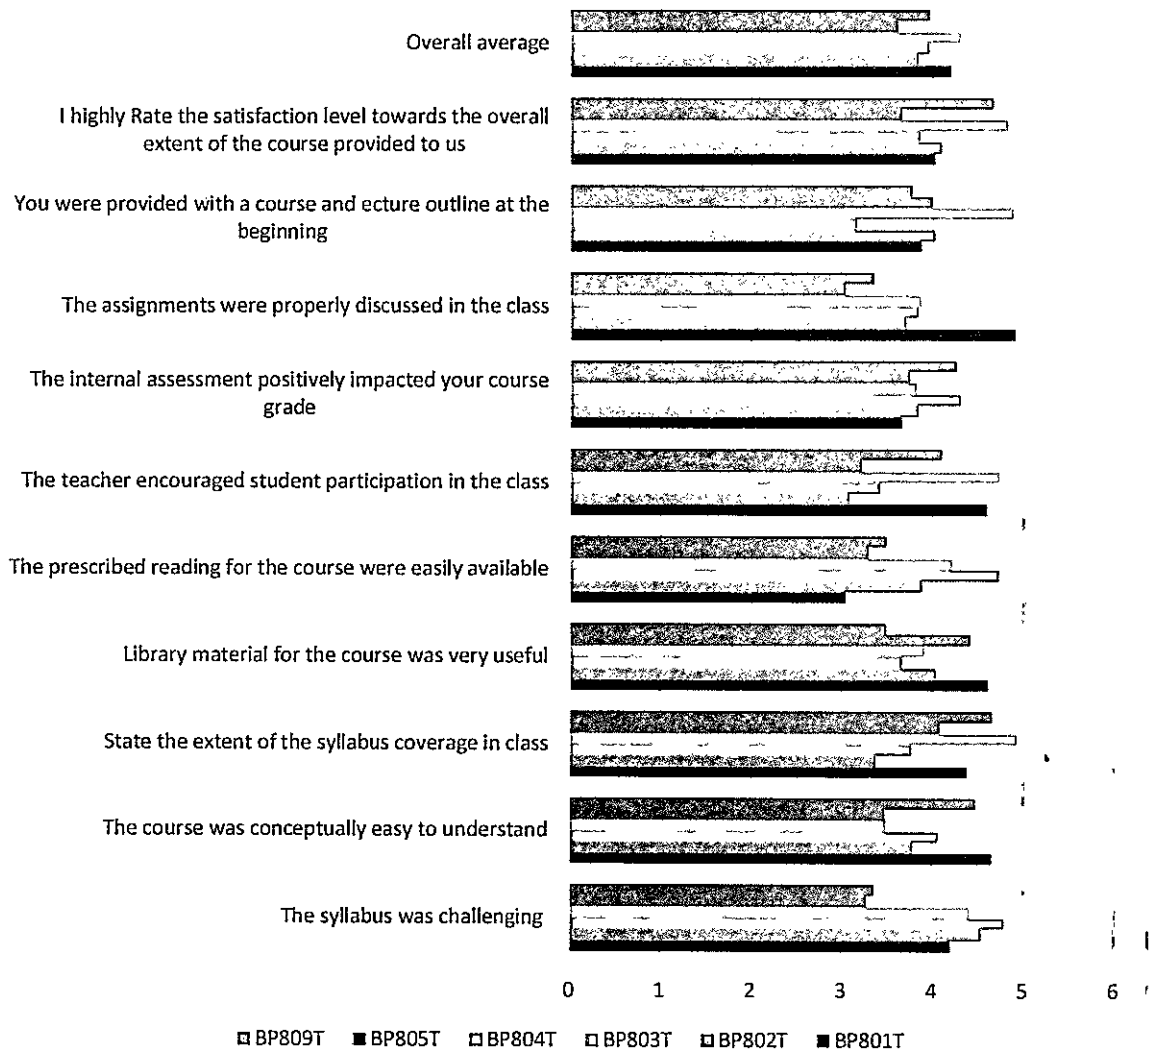 Overall average
I highly Rate the satisfaction level towards the overall
extent of the course provided to us
You were provided with a course and ecture outline at the
beginning
The assignments were properly discussed in the class
The internal assessment positively impacted your course
grade
The teacher encouraged student participation in the class
The prescribed reading for the course were easily available
Library material for the course was very useful
State the extent of the syllabus coverage in class
The course was conceptually easy to understand
The syllabus was challenging
0 1 2 3 4 5 6
BP809T BP805T BP804T BP803T BP802T BP801T